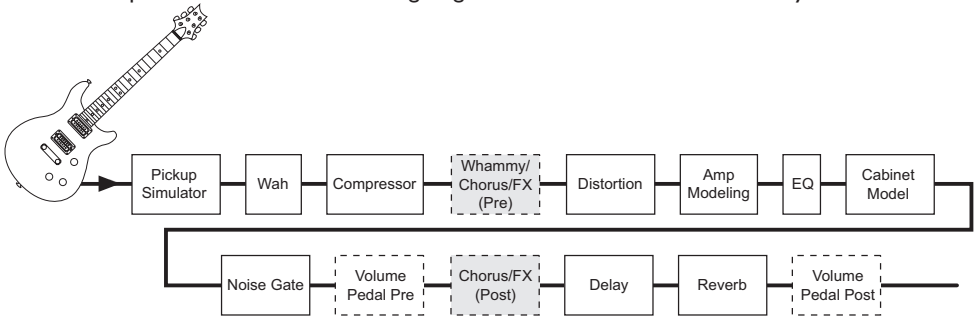 Pickup
Simulator
Wah
Compressor
Whammy/
Chorus/FX
(Pre)
Distortion
Amp
Modeling
EQ
Cabinet
Model
Noise Gate
Volume
Pedal Pre
Chorus/FX
(Post)
Delay
Reverb
Volume
Pedal Post